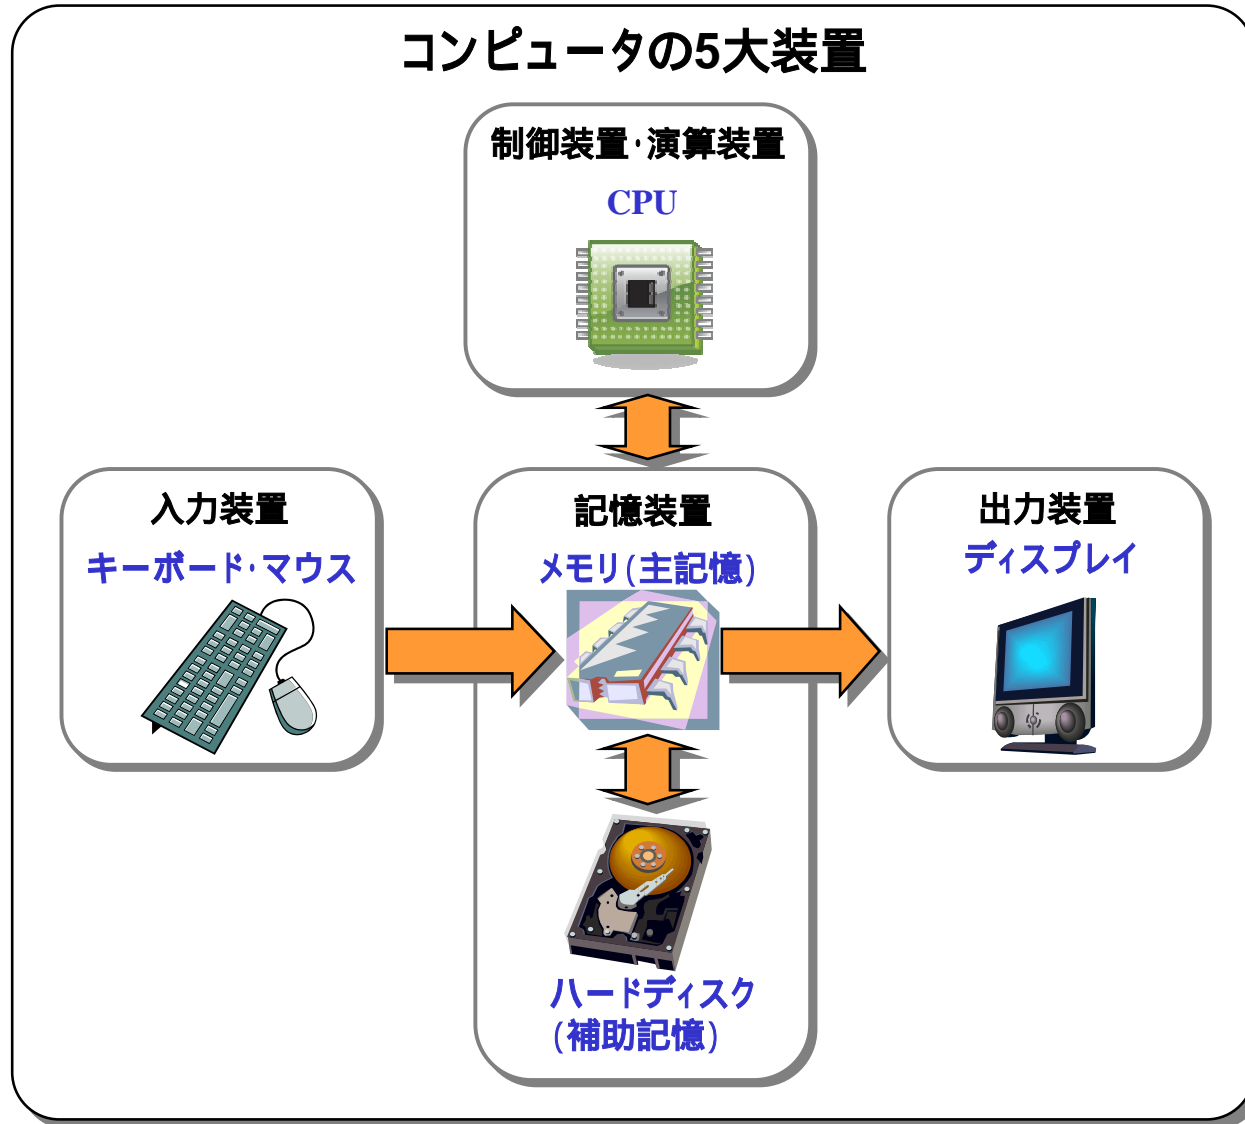 コンピュータの5大装置
制御装置・演算装置
CPU
入力装置
キーボード・マウス
記憶装置
メモリ(主記憶)
出力装置
ディスプレイ
ハードディスク
(補助記憶)